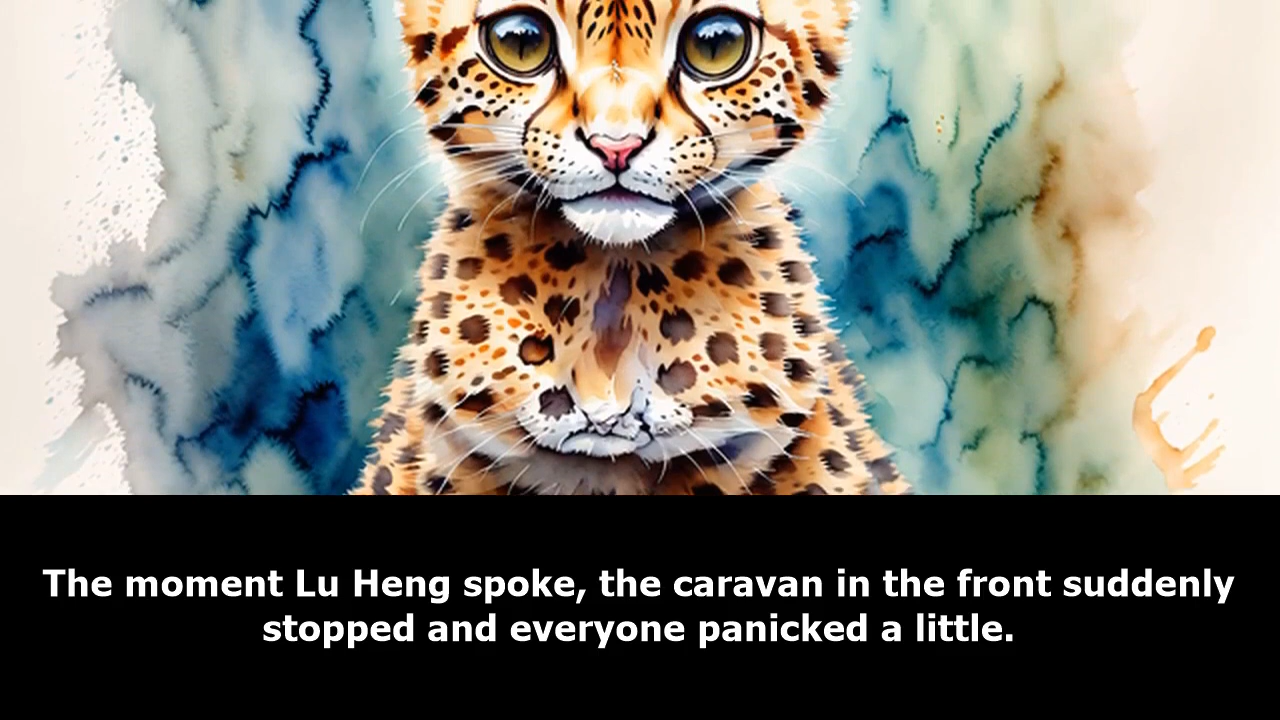 The moment Lu Heng spoke, the caravan in the front suddenly
stopped and everyone panicked a little.